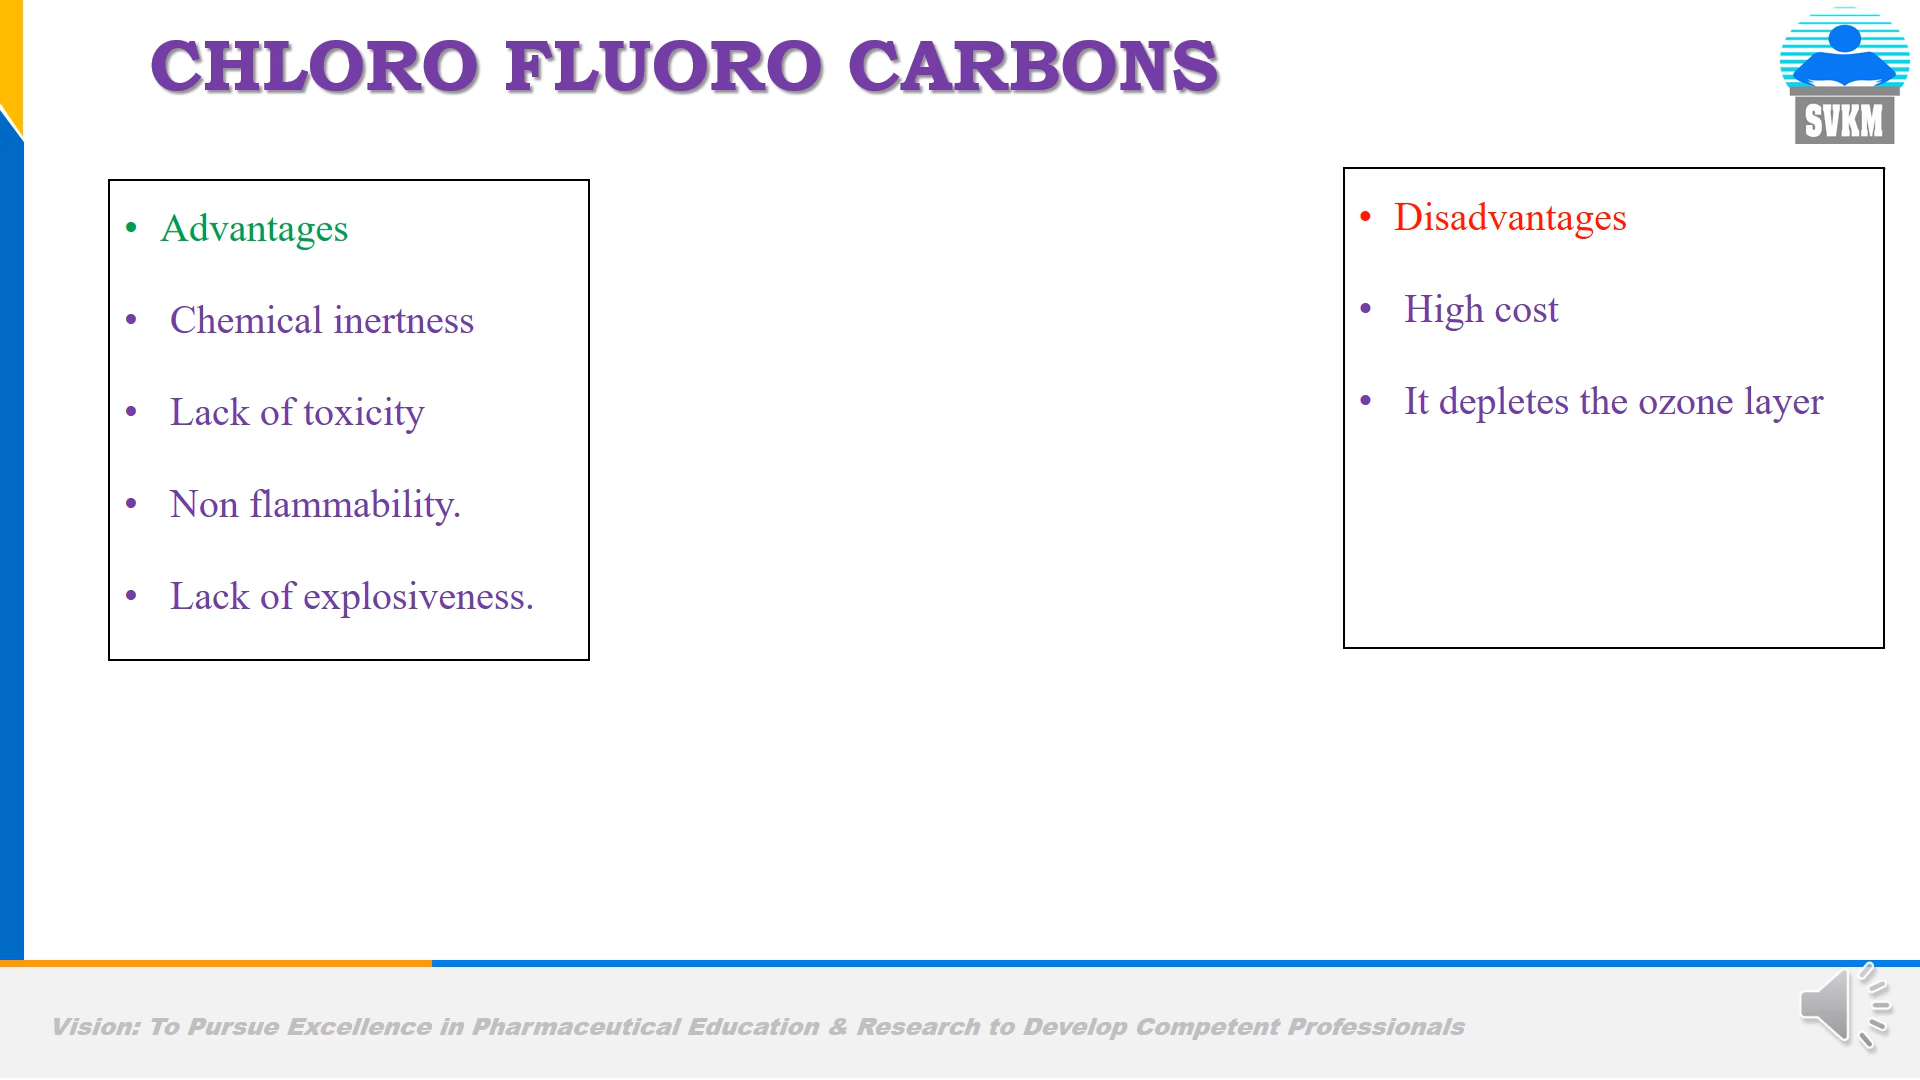 CHLORO FLUORO CARBONS
SVKM
• Advantages
• Chemical inertness
• Lack of toxicity
• Non flammability.
• Lack of explosiveness.
• Disadvantages
• High cost
• It depletes the ozone layer
Vision: To Pursue Excellence in Pharmaceutical Education & Research to Develop Competent Professionals